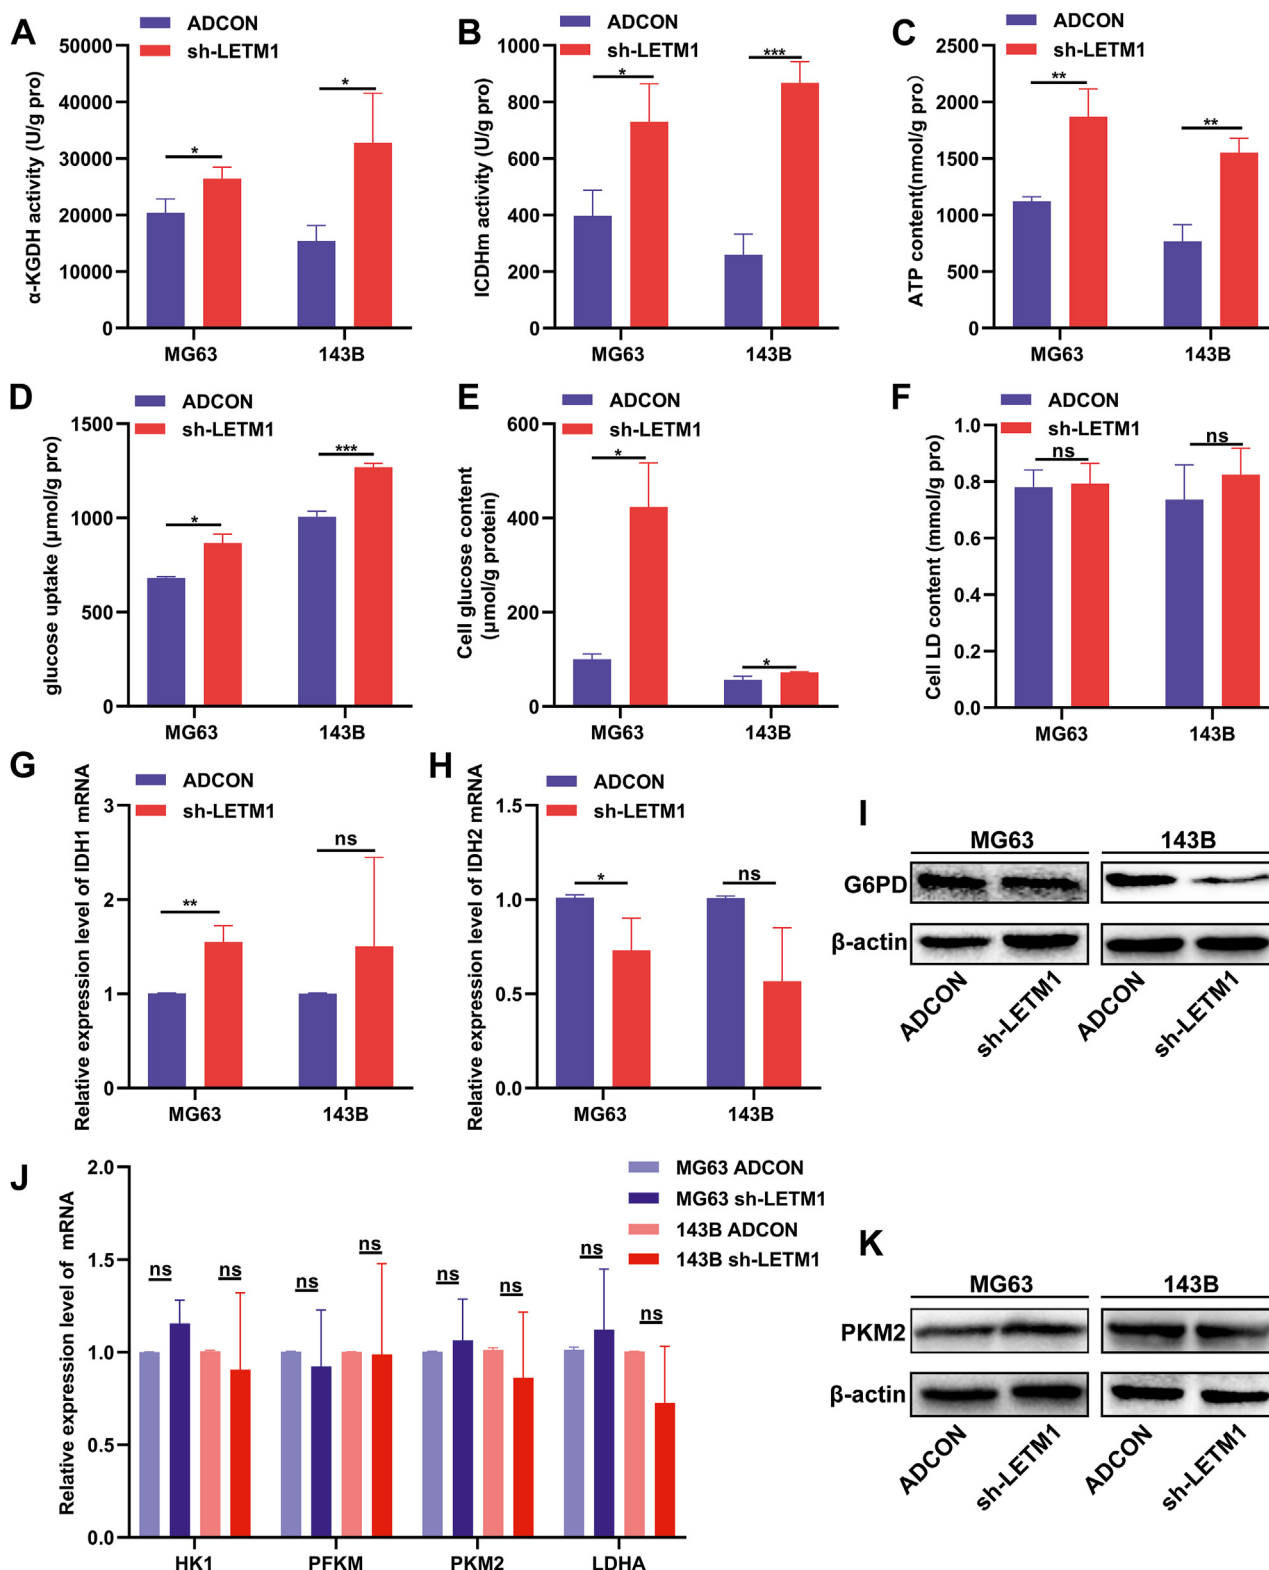 A
ADCON
sh-LETM1
α-KGDH activity (U/g pro)
50000
40000
30000
20000
10000
0
*
*
MG63
143B
B
ADCON
sh-LETM1
ICDHm activity (U/g pro)
1000
800
600
400
200
0
*
***
MG63
143B
C
ADCON
sh-LETM1
ATP content(nmol/g pro)
2500
2000
1500
1000
500
0
**
**
MG63
143B
D
ADCON
sh-LETM1
glucose uptake (μmol/g pro)
1500
1000
500
0
*
***
MG63
143B
E
ADCON
sh-LETM1
Cell glucose content
(μmol/g protein)
600
400
200
0
*
*
MG63
143B
F
ADCON
sh-LETM1
Cell LD content (mmol/g pro)
1.0
0.8
0.6
0.4
0.2
0.0
ns
ns
MG63
143B
G
ADCON
sh-LETM1
Relative expression level of IDH1 mRNA
3
2
1
0
**
ns
MG63
143B
H
ADCON
sh-LETM1
Relative expression level of IDH2 mRNA
1.5
1.0
0.5
0.0
*
ns
MG63
143B
I
MG63
143B
G6PD
β-actin
ADCON
sh-LETM1
ADCON
sh-LETM1
J
MG63 ADCON
MG63 sh-LETM1
143B ADCON
143B sh-LETM1
Relative expression level of mRNA
2.0
1.5
1.0
0.5
0.0
ns
ns
ns
ns
ns
ns
ns
ns
HK1
PFKM
PKM2
LDHA
K
MG63
143B
PKM2
β-actin
ADCON
sh-LETM1
ADCON
sh-LETM1